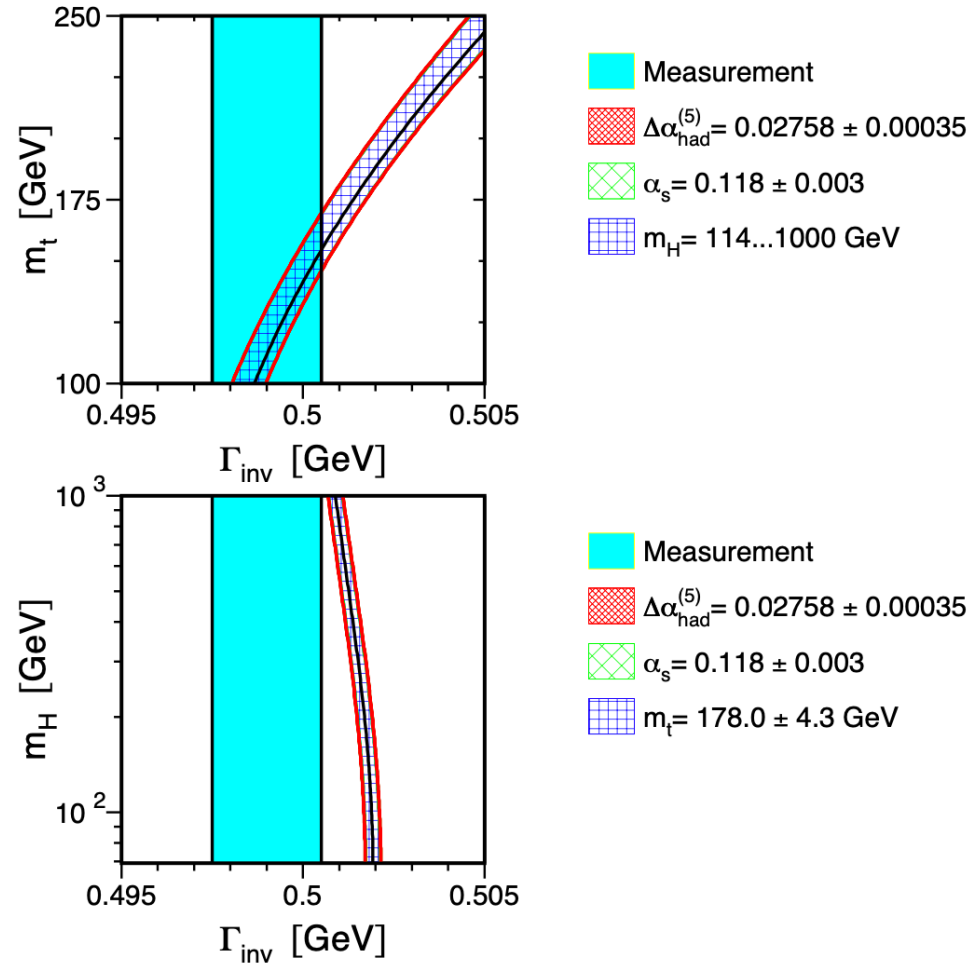 250
175
100
m_t [GeV]
0.495
0.5
0.505
Γ_inv [GeV]
Measurement
Δα_had^(5)= 0.02758 ± 0.00035
α_s= 0.118 ± 0.003
m_H= 114...1000 GeV
10^3
10^2
m_H [GeV]
0.495
0.5
0.505
Γ_inv [GeV]
Measurement
Δα_had^(5)= 0.02758 ± 0.00035
α_s= 0.118 ± 0.003
m_t= 178.0 ± 4.3 GeV